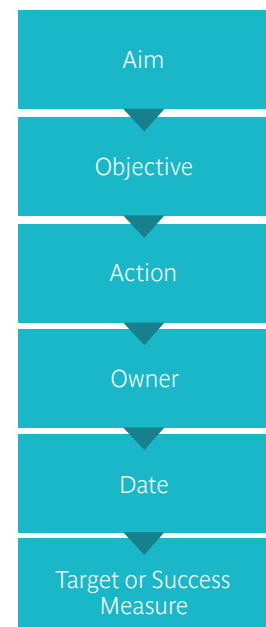 Aim
Objective
Action
Owner
Date
Target or Success
Measure